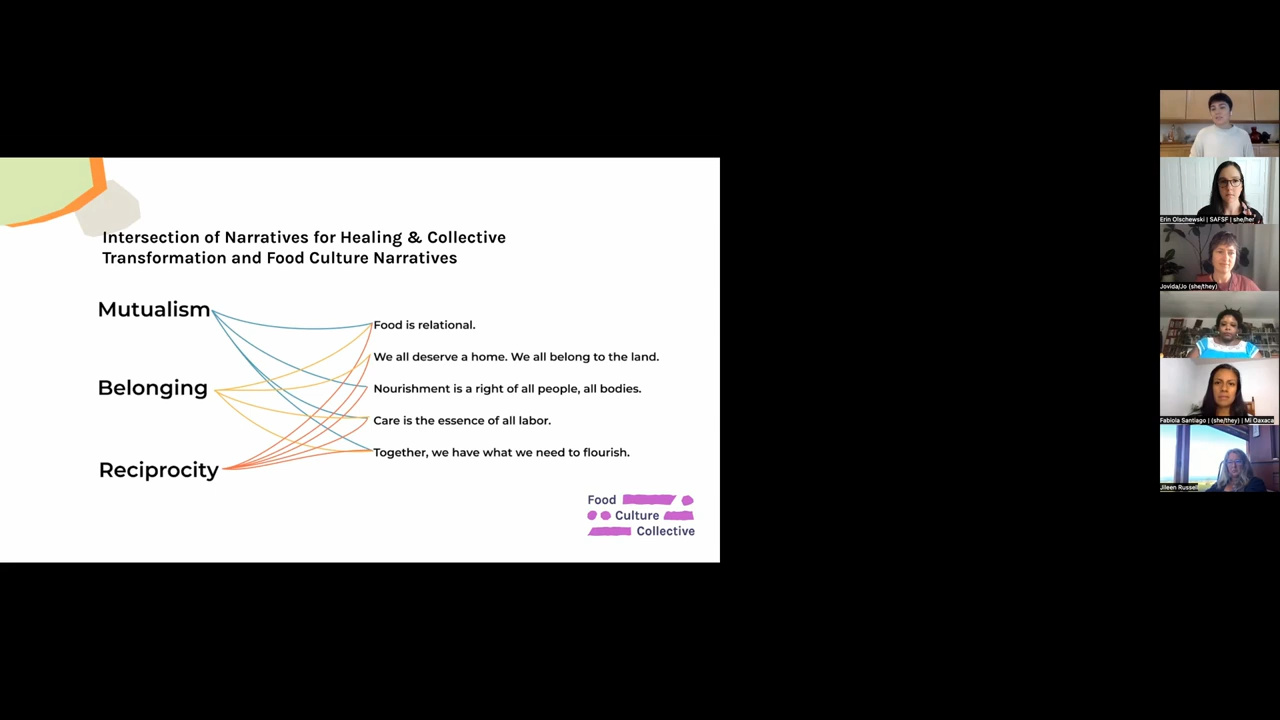 Intersection of Narratives for Healing & Collective
Transformation and Food Culture Narratives
Mutualism
Belonging
Reciprocity
Food is relational.
We all deserve a home. We all belong to the land.
Nourishment is a right of all people, all bodies.
Care is the essence of all labor.
Together, we have what we need to flourish.
Food
Culture
Collective
Erin Olschewski | SAFSF | she/her
Jovida/Jo (she/they)
Fabiola Santiago | (she/they) | Mi Oaxaca
Jileen Russell